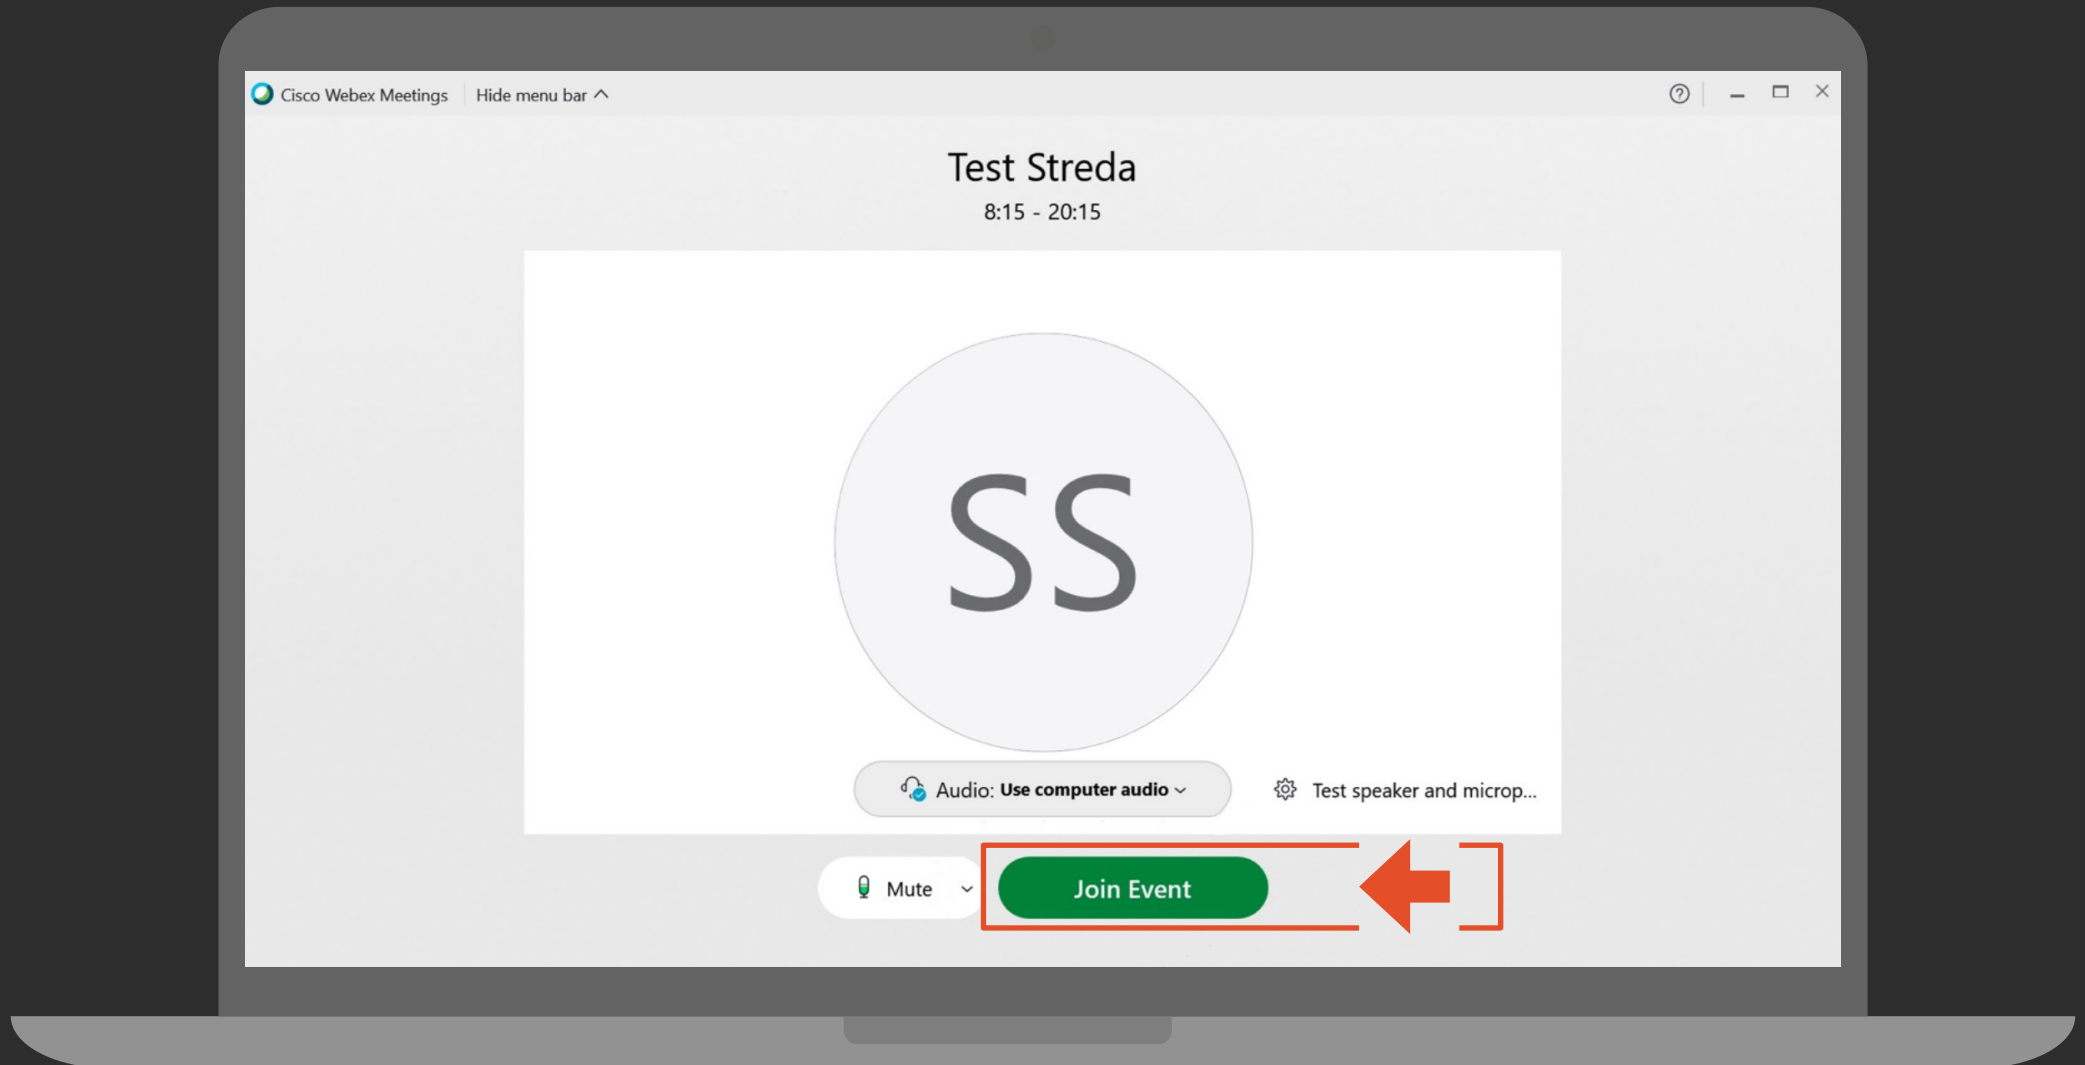 Cisco Webex Meetings Hide menu bar
Test Streda
8:15 - 20:15
SS
Audio: Use computer audio
Test speaker and microp...
Mute
Join Event